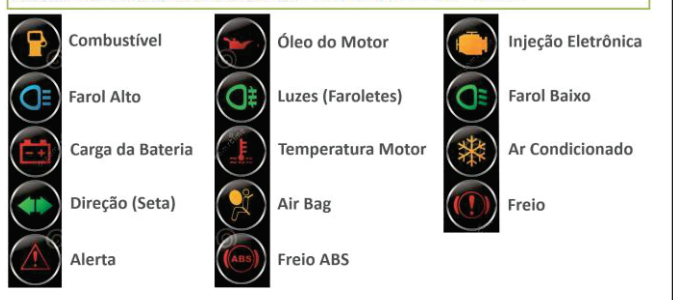 Combustível
Óleo do Motor
Injeção Eletrônica
Farol Alto
Luzes (Faroletes)
Farol Baixo
Carga da Bateria
Temperatura Motor
Ar Condicionado
Direção (Seta)
Air Bag
Freio
Alerta
ABS
Freio ABS